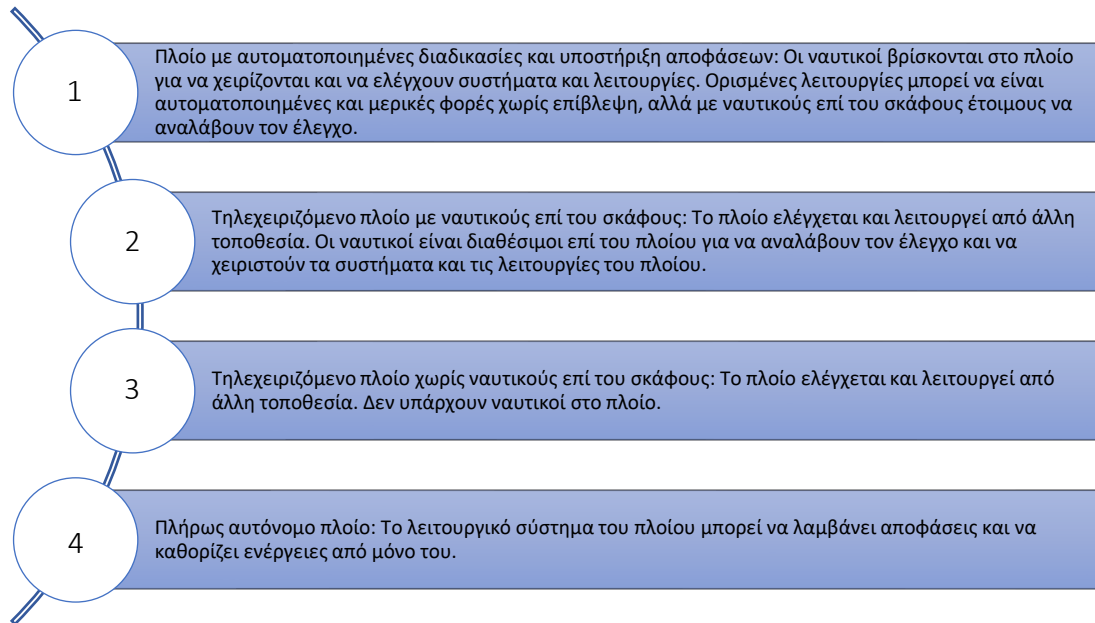 1
Πλοίο με αυτοματοποιημένες διαδικασίες και υποστήριξη αποφάσεων: Οι ναυτικοί βρίσκονται στο πλοίο
για να χειρίζονται και να ελέγχουν συστήματα και λειτουργίες. Ορισμένες λειτουργίες μπορεί να είναι
αυτοματοποιημένες και μερικές φορές χωρίς επίβλεψη, αλλά με ναυτικούς επί του σκάφους έτοιμους να
αναλάβουν τον έλεγχο.
2
Τηλεχειριζόμενο πλοίο με ναυτικούς επί του σκάφους: Το πλοίο ελέγχεται και λειτουργεί από άλλη
τοποθεσία. Οι ναυτικοί είναι διαθέσιμοι επί του πλοίου για να αναλάβουν τον έλεγχο και να
χειριστούν τα συστήματα και τις λειτουργίες του πλοίου.
3
Τηλεχειριζόμενο πλοίο χωρίς ναυτικούς επί του σκάφους: Το πλοίο ελέγχεται και λειτουργεί από
άλλη τοποθεσία. Δεν υπάρχουν ναυτικοί στο πλοίο.
4
Πλήρως αυτόνομο πλοίο: Το λειτουργικό σύστημα του πλοίου μπορεί να λαμβάνει αποφάσεις και να
καθορίζει ενέργειες από μόνο του.